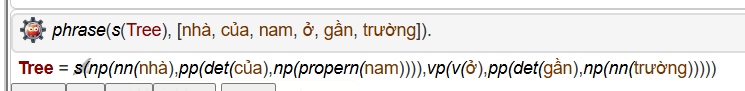 phrase(s(Tree), [nhà, của, nam, ở, gần, trường]).
Tree = s(np(nn(nhà),pp(det(của),np(propern(nam)))),vp(v(ở),pp(det(gần),np(nn(trường)))))